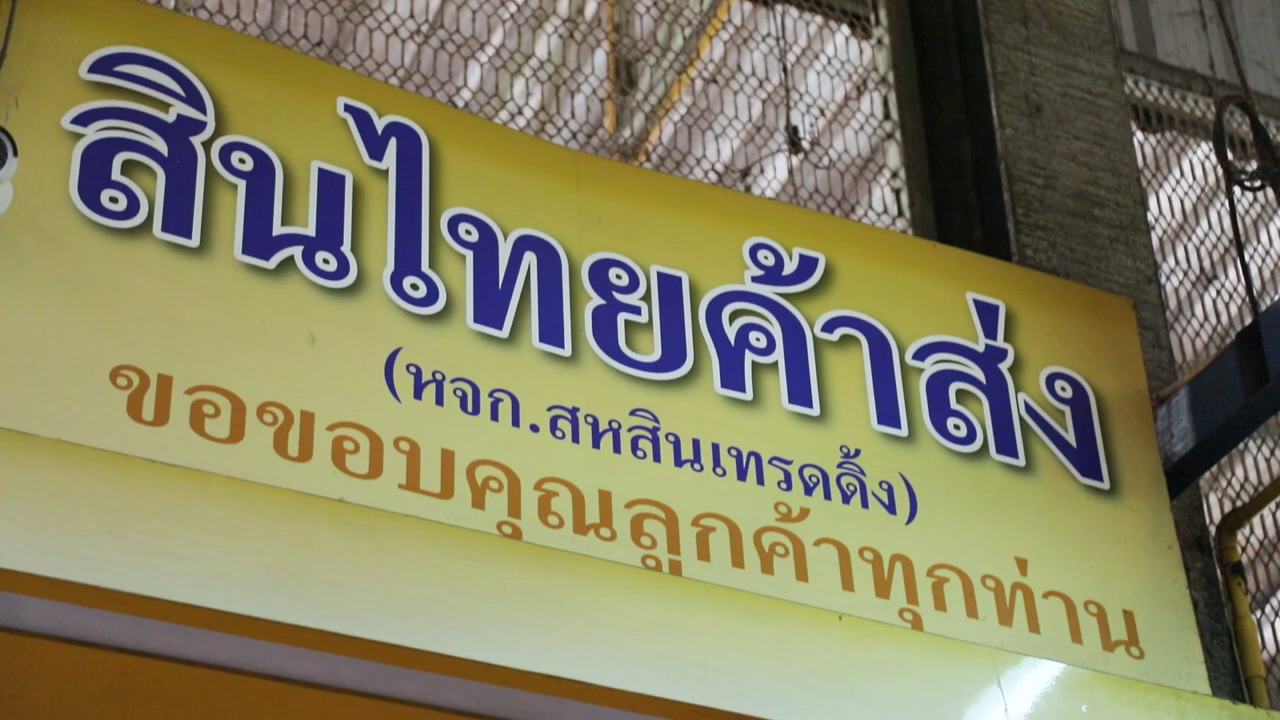 สินไทยค้าส่ง
(หจก.สหสินเทรดดิ้ง)
ขอขอบคุณลูกค้าทุกท่าน